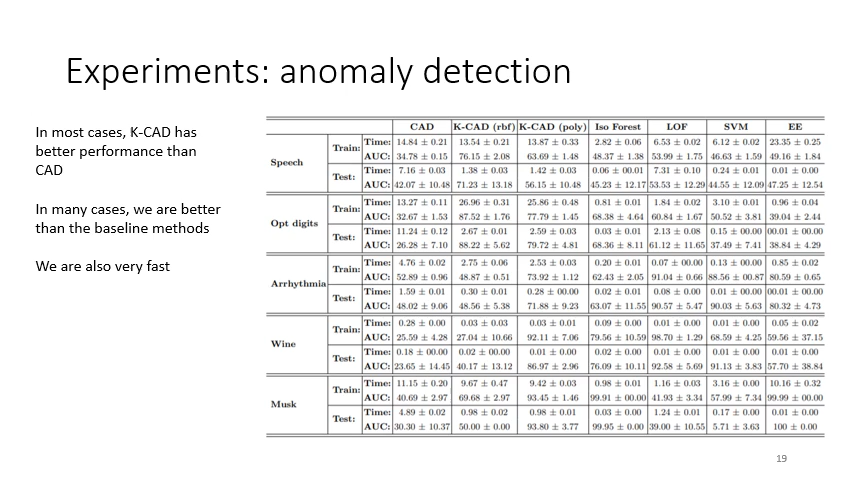 Experiments: anomaly detection
In most cases, K-CAD has
better performance than
CAD
In many cases, we are better
than the baseline methods
We are also very fast
CAD K-CAD (rbf) K-CAD (poly) Iso Forest LOF SVM EE
Speech
Train:
Time: 14.84 ± 0.21 13.54 ± 0.21 13.87 ± 0.33 2.82 ± 0.06 6.53 ± 0.02 6.12 ± 0.02 23.35 ± 0.25
AUC: 34.78 ± 0.15 76.15 ± 2.08 63.69 ± 1.48 48.37 ± 1.38 53.99 ± 1.75 46.63 ± 1.59 49.16 ± 1.84
Test:
Time: 7.16 ± 0.03 1.38 ± 0.03 1.42 ± 0.03 0.06 ± 00.01 7.31 ± 0.10 0.24 ± 0.01 0.01 ± 0.00
AUC: 42.07 ± 10.48 71.23 ± 13.18 56.15 ± 10.48 45.23 ± 12.17 53.53 ± 12.29 44.55 ± 12.09 47.25 ± 12.54
Opt digits
Train:
Time: 13.27 ± 0.11 26.96 ± 0.31 25.86 ± 0.48 0.81 ± 0.01 1.84 ± 0.02 3.10 ± 0.01 0.96 ± 0.04
AUC: 32.67 ± 1.53 87.52 ± 1.76 77.79 ± 1.45 68.38 ± 4.64 60.84 ± 1.67 50.52 ± 3.81 39.04 ± 2.44
Test:
Time: 11.24 ± 0.12 2.67 ± 0.01 2.59 ± 0.03 0.03 ± 0.01 2.13 ± 0.08 0.15 ± 00.00 00.01 ± 00.00
AUC: 26.28 ± 7.10 88.22 ± 5.62 79.72 ± 4.81 68.36 ± 8.11 61.12 ± 11.65 37.49 ± 7.41 38.84 ± 4.29
Arrhythmia
Train:
Time: 4.76 ± 0.02 2.75 ± 0.06 2.53 ± 0.03 0.20 ± 0.01 0.07 ± 00.00 0.13 ± 00.00 0.85 ± 0.02
AUC: 52.89 ± 0.96 48.87 ± 0.51 73.92 ± 1.12 62.43 ± 2.05 91.04 ± 0.66 88.56 ± 00.87 80.59 ± 0.65
Test:
Time: 1.59 ± 0.01 0.30 ± 0.01 0.28 ± 00.00 0.02 ± 0.01 0.08 ± 0.00 0.01 ± 00.00 00.01 ± 00.00
AUC: 48.02 ± 9.06 48.56 ± 5.38 71.88 ± 9.23 63.07 ± 11.55 90.57 ± 5.47 90.03 ± 5.63 80.32 ± 4.73
Wine
Train:
Time: 0.28 ± 0.00 0.03 ± 0.03 0.03 ± 0.01 0.09 ± 0.00 0.01 ± 0.00 0.01 ± 0.00 0.05 ± 0.02
AUC: 25.59 ± 4.28 27.04 ± 10.66 92.11 ± 7.06 79.56 ± 10.59 98.70 ± 1.29 68.59 ± 4.25 59.56 ± 37.15
Test:
Time: 0.18 ± 00.00 0.02 ± 00.00 0.01 ± 0.00 0.02 ± 0.00 0.01 ± 0.00 0.01 ± 0.00 0.01 ± 0.00
AUC: 23.65 ± 14.45 40.17 ± 13.12 86.97 ± 2.96 76.09 ± 10.11 92.58 ± 5.69 91.13 ± 3.83 57.70 ± 38.84
Musk
Train:
Time: 11.15 ± 0.20 9.67 ± 0.47 9.42 ± 0.03 0.98 ± 0.01 1.16 ± 0.03 3.16 ± 0.00 10.16 ± 0.32
AUC: 40.69 ± 2.97 69.68 ± 2.97 93.45 ± 1.46 99.91 ± 00.00 41.93 ± 3.34 57.99 ± 7.34 99.99 ± 00.00
Test:
Time: 4.89 ± 0.02 0.98 ± 0.02 0.98 ± 0.01 0.03 ± 0.00 1.24 ± 0.01 0.17 ± 0.00 0.01 ± 0.00
AUC: 30.30 ± 10.37 50.00 ± 0.00 93.80 ± 3.77 99.95 ± 0.00 39.00 ± 10.55 5.71 ± 3.63 100 ± 0.00
19